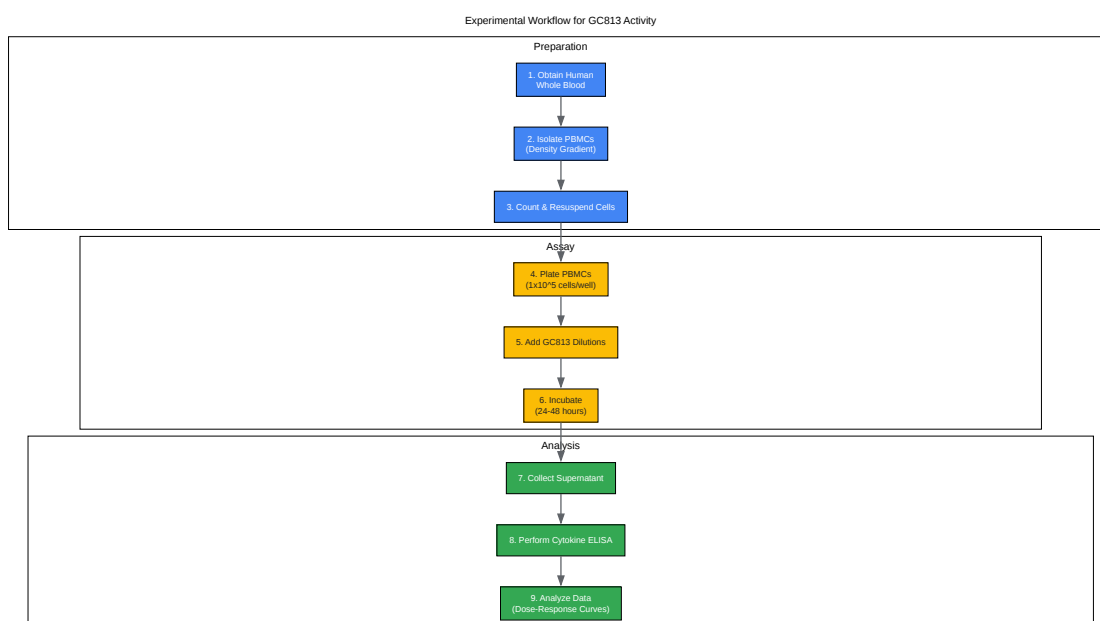 Experimental Workflow for GC813 Activity
Preparation
1. Obtain Human
Whole Blood
2. Isolate PBMCs
(Density Gradient)
3. Count & Resuspend Cells
Assay
4. Plate PBMCs
(1x10^5 cells/well)
5. Add GC813 Dilutions
6. Incubate
(24-48 hours)
Analysis
7. Collect Supernatant
8. Perform Cytokine ELISA
9. Analyze Data
(Dose-Response Curves)